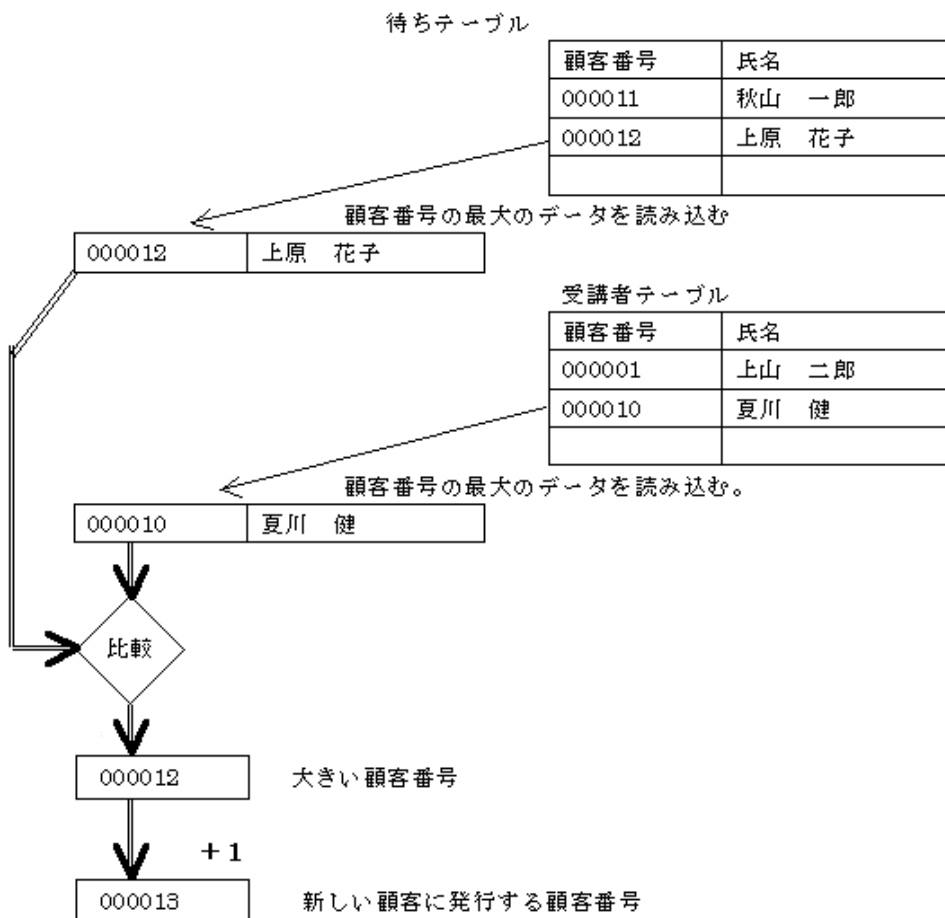 待ちテーブル
顧客番号 氏名
000011 秋山 一郎
000012 上原 花子
顧客番号の最大のデータを読み込む
000012 上原 花子
受講者テーブル
顧客番号 氏名
000001 上山 二郎
000010 夏川 健
顧客番号の最大のデータを読み込む。
000010 夏川 健
比較
000012 大きい顧客番号
+1
000013 新しい顧客に発行する顧客番号